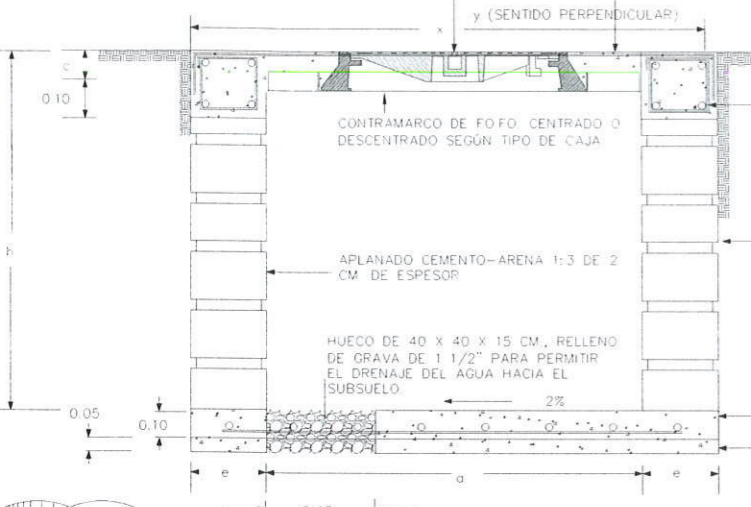 y (SENTIDO PERPENDICULAR)
x
c
0.10
CONTRAMARCO DE FO.FO. CENTRADO O
DESCENTRADO SEGÚN TIPO DE CAJA
h
APLANADO CEMENTO-ARENA 1:3 DE 2
CM. DE ESPESOR
HUECO DE 40 X 40 X 15 CM., RELLENO
DE GRAVA DE 1 1/2" PARA PERMITIR
EL DRENAJE DEL AGUA HACIA EL
SUBSUELO.
2%
0.05
0.10
e
a
e